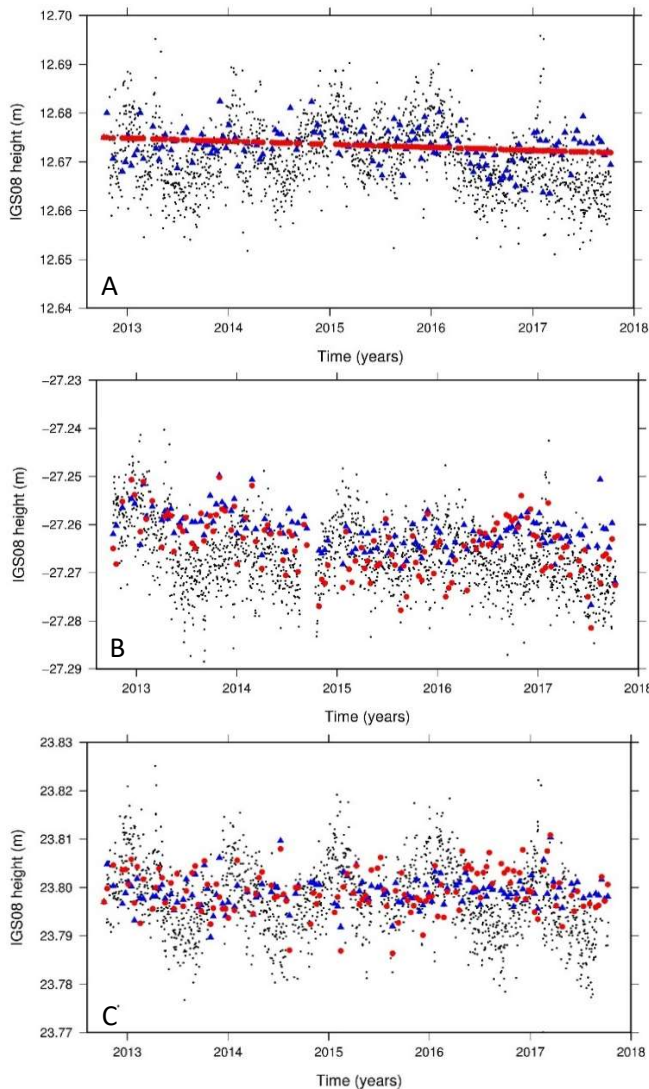 12.70
12.69
12.68
12.67
12.66
12.65
12.64
IGS08 height (m)
A
2013 2014 2015 2016 2017 2018
Time (years)
−27.23
−27.24
−27.25
−27.26
−27.27
−27.28
−27.29
IGS08 height (m)
B
2013 2014 2015 2016 2017 2018
Time (years)
23.83
23.82
23.81
23.80
23.79
23.78
23.77
IGS08 height (m)
C
2013 2014 2015 2016 2017 2018
Time (years)